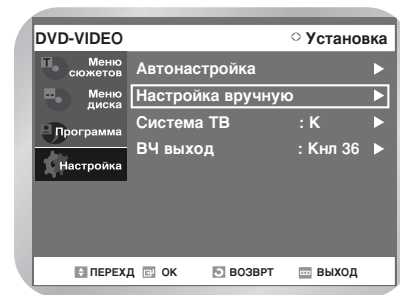 DVD-VIDEO ○ Установка
Меню сюжетов
Автонастройка ►
Меню диска
Настройка вручную ►
Программа
Система ТВ : К ►
ВЧ выход : Кнл 36 ►
Настройка
ПЕРЕХД ОК ВОЗВРТ ВЫХОД